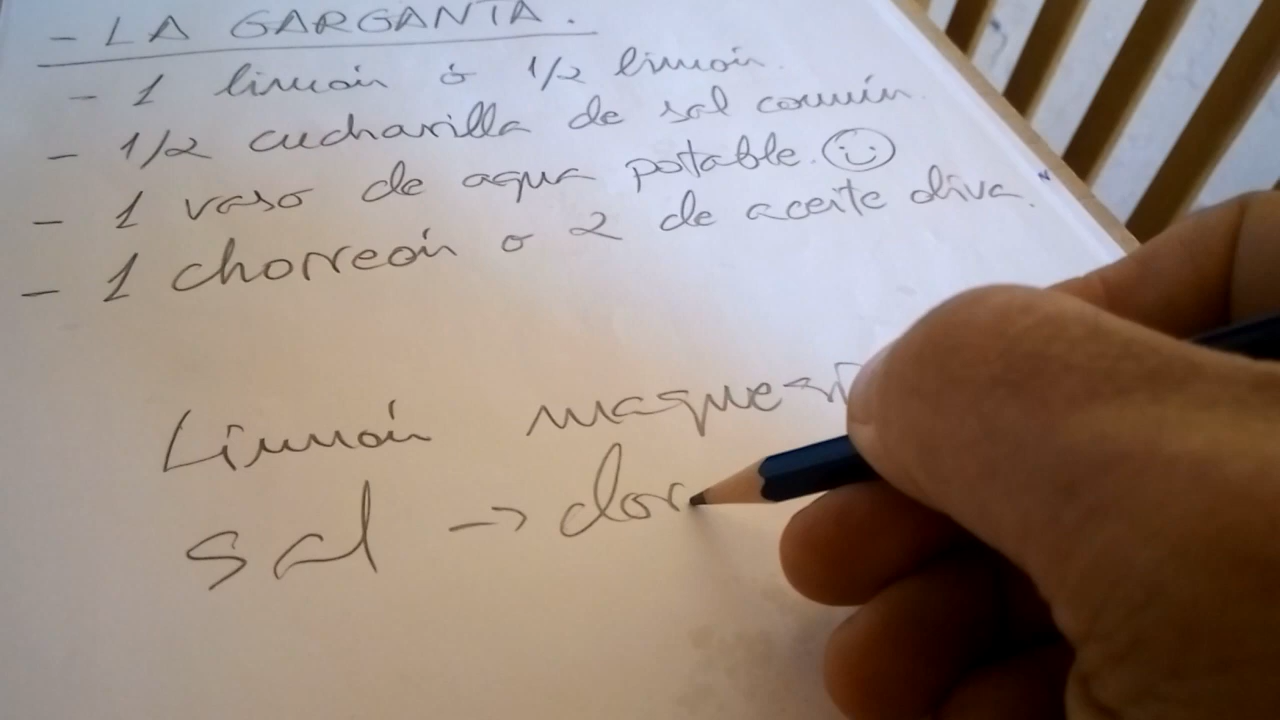 - LA GARGANTA.
- 1 limón ó 1/2 limón.
- 1/2 cucharilla de sal común.
- 1 vaso de agua potable.
- 1 chorreón o 2 de aceite oliva.
Limón
sal → clor